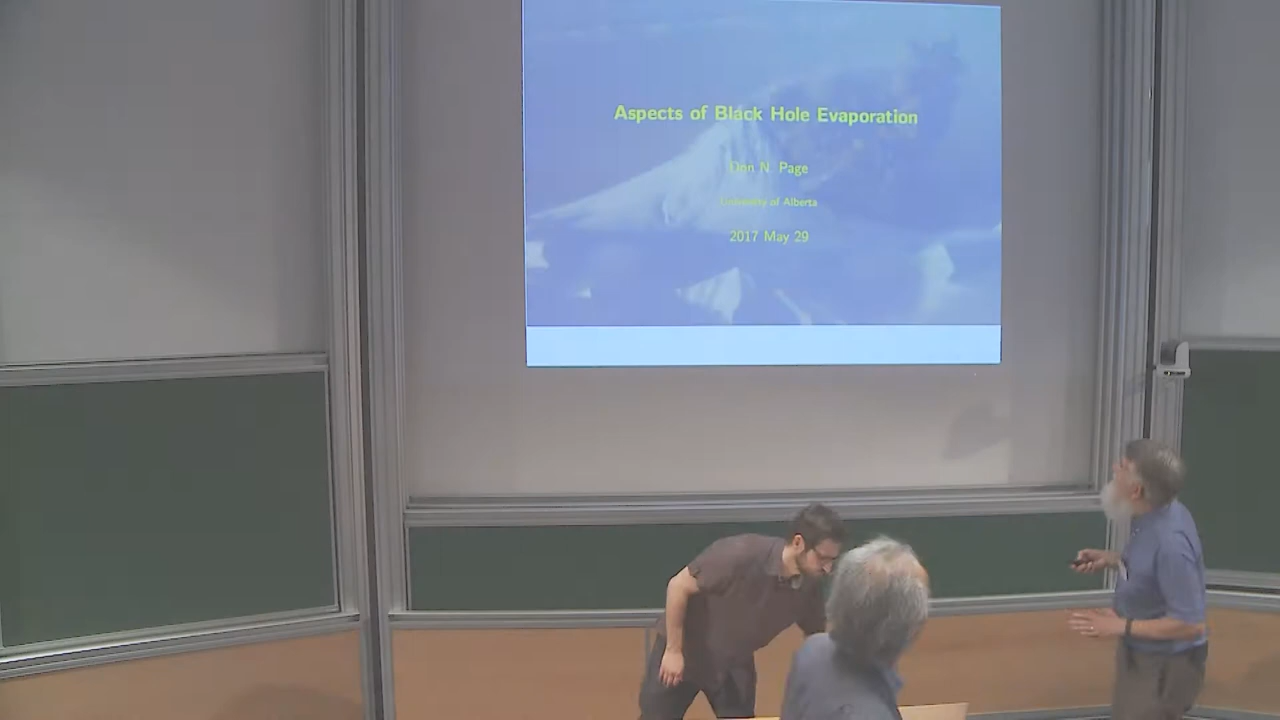 Aspects of Black Hole Evaporation
Don N. Page
University of Alberta
2017 May 29